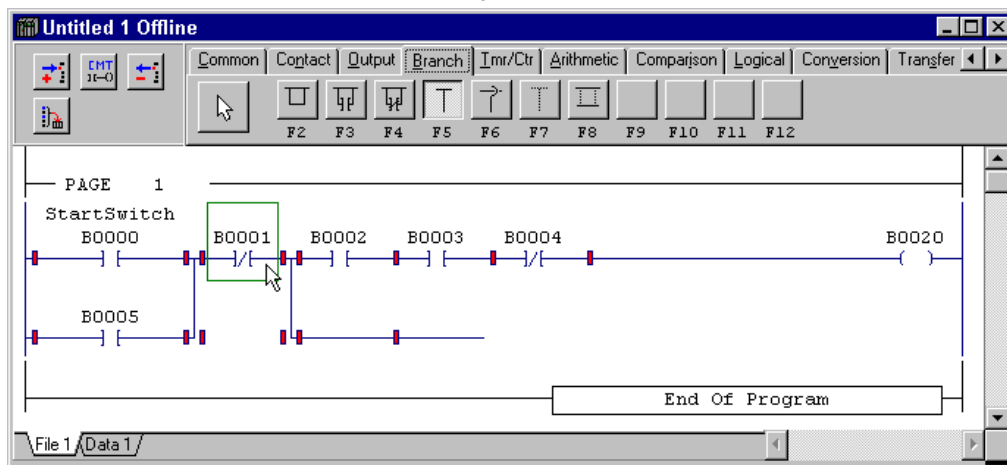 Untitled 1 Offline
CMT
Common Contact Output Branch Tmr/Ctr Arithmetic Comparison Logical Conversion Transfer
F2 F3 F4 F5 F6 F7 F8 F9 F10 F11 F12
PAGE 1
StartSwitch
B0000 B0001 B0002 B0003 B0004 B0020
B0005
End Of Program
File 1 Data 1